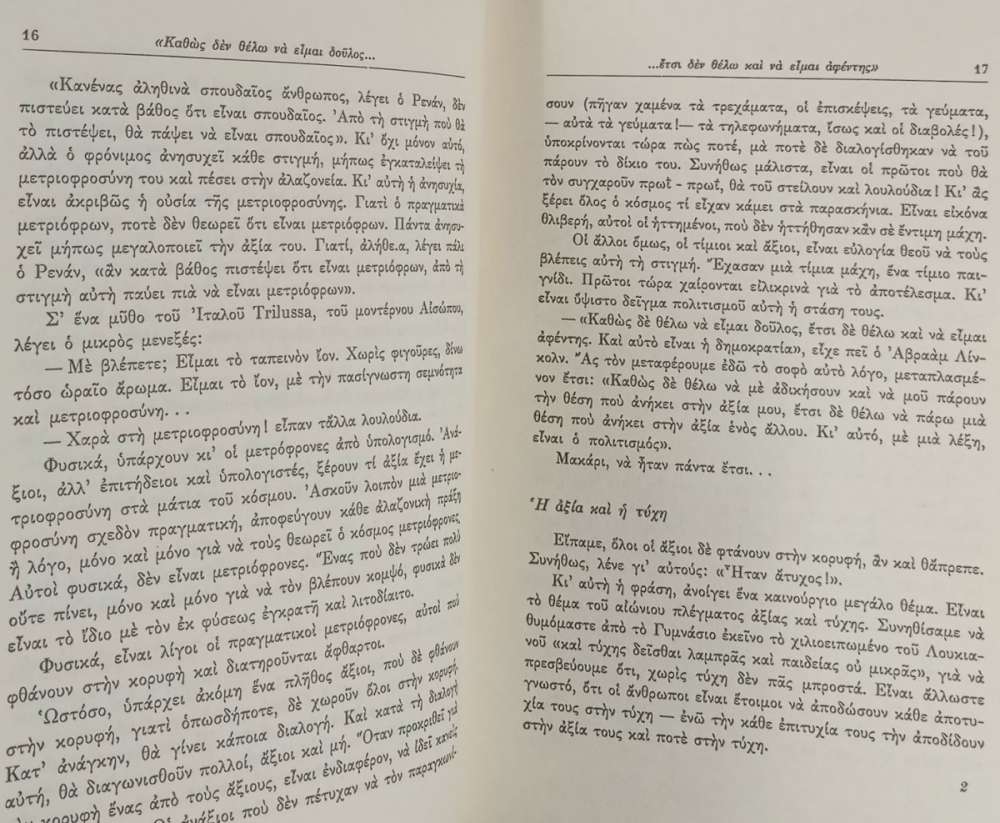 16
«Καθὼς δὲν θέλω νὰ εἶμαι δοῦλος...
«Κανένας ἀληθινὰ σπουδαῖος ἄνθρωπος, λέγει ὁ Ρενάν, δὲν
πιστεύει κατὰ βάθος ὅτι εἶναι σπουδαῖος. Ἀπὸ τὴ στιγμὴ ποὺ θὰ
τὸ πιστέψει, θὰ πάψει νὰ εἶναι σπουδαῖος». Κι' ὄχι μόνον αὐτό,
ἀλλὰ ὁ φρόνιμος ἀνησυχεῖ κάθε στιγμή, μήπως ἐγκαταλείψει τὴ
μετριοφροσύνη του καὶ πέσει στὴν ἀλαζονεία. Κι' αὐτὴ ἡ ἀνησυχία,
εἶναι ἀκριβῶς ἡ οὐσία τῆς μετριοφροσύνης. Γιατὶ ὁ πραγματικὰ
μετριόφρων, ποτὲ δὲν θεωρεῖ ὅτι εἶναι μετριόφρων. Πάντα ἀνησυ-
χεῖ μήπως μεγαλοποιεῖ τὴν ἀξία του. Γιατί, ἀλήθε.α, λέγει πάλι
ὁ Ρενάν, «ἂν κατὰ βάθος πιστέψει ὅτι εἶναι μετριόφρων, ἀπὸ τὴ
στιγμὴ αὐτὴ παύει πιὰ νὰ εἶναι μετριόφρων».
Σ' ἕνα μῦθο τοῦ Ἰταλοῦ Trilussa, τοῦ μοντέρνου Αἰσώπου,
λέγει ὁ μικρὸς μενεξές:
— Μὲ βλέπετε; Εἶμαι τὸ ταπεινὸν ἴον. Χωρὶς φιγοῦρες, δίνω
τόσο ὡραῖο ἄρωμα. Εἶμαι τὸ ἴον, μὲ τὴν πασίγνωστη σεμνότητα
καὶ μετριοφροσύνη...
— Χαρὰ στὴ μετριοφροσύνη! εἶπαν τἆλλα λουλούδια.
Φυσικά, ὑπάρχουν κι' οἱ μετρόφρονες ἀπὸ ὑπολογισμό. Ἀνά-
ξιοι, ἀλλ' ἐπιτήδειοι καὶ ὑπολογιστές, ξέρουν τί ἀξία ἔχει ἡ με-
τριοφροσύνη στὰ μάτια τοῦ κόσμου. Ἀσκοῦν λοιπὸν μιὰ μετριο-
φροσύνη σχεδὸν πραγματική, ἀποφεύγουν κάθε ἀλαζονικὴ πράξη
ἢ λόγο, μόνο καὶ μόνο γιὰ νὰ τοὺς θεωρεῖ ὁ κόσμος μετριόφρονες
Αὐτοὶ φυσικά, δὲν εἶναι μετριόφρονες. Ἕνας ποὺ δὲν τρώει πολὺ
οὔτε πίνει, μόνο καὶ μόνο γιὰ νὰ τὸν βλέπουν κομψό, φυσικὰ δὲν
εἶναι τὸ ἴδιο μὲ τὸν ἐκ φύσεως ἐγκρατῆ καὶ λιτοδίαιτο.
Φυσικά, εἶναι λίγοι οἱ πραγματικοὶ μετριόφρονες, αὐτοὶ ποὺ
φθάνουν στὴν κορυφὴ καὶ διατηροῦνται ἄφθαρτοι.
Ὡστόσο, ὑπάρχει ἀκόμη ἕνα πλῆθος ἄξιοι, ποὺ δὲ φθάνουν
στὴν κορυφή, γιατὶ ὁπωσδήποτε, δὲ χωροῦν ὅλοι στὴν κορυφή.
Κατ' ἀνάγκην, θὰ γίνει κάποια διαλογή. Καὶ κατὰ τὴ διαλογὴ
αὐτή, θὰ διαγωνισθοῦν πολλοί, ἄξιοι καὶ μή. Ὅταν προκριθεῖ γιὰ
κορυφὴ ἕνας ἀπὸ τοὺς ἄξιους, εἶναι ἐνδιαφέρον, νὰ ἰδεῖ κανεὶς
ἀνάξιοι ποὺ δὲν πέτυχαν νὰ τὸν παραγκωνί-
...ἔτσι δὲν θέλω καὶ νὰ εἶμαι ἀφέντης»
17
σουν (πῆγαν χαμένα τὰ τρεχάματα, οἱ ἐπισκέψεις, τὰ γεύματα,
— αὐτὰ τὰ γεύματα!— τὰ τηλεφωνήματα, ἴσως καὶ οἱ διαβολές!),
ὑποκρίνονται τώρα πὼς ποτέ, μὰ ποτὲ δὲ διαλογίσθηκαν νὰ τοῦ
πάρουν τὸ δίκιο του. Συνήθως μάλιστα, εἶναι οἱ πρῶτοι ποὺ θὰ
τὸν συγχαροῦν πρωΐ - πρωΐ, θὰ τοῦ στείλουν καὶ λουλούδια! Κι' ἂς
ξέρει ὅλος ὁ κόσμος τί εἶχαν κάμει στὰ παρασκήνια. Εἶναι εἰκόνα
θλιβερή, αὐτοὶ οἱ ἡττημένοι, ποὺ δὲν ἡττήθησαν κἂν σὲ ἔντιμη μάχη.
Οἱ ἄλλοι ὅμως, οἱ τίμιοι καὶ ἄξιοι, εἶναι εὐλογία θεοῦ νὰ τοὺς
βλέπεις αὐτὴ τὴ στιγμή. Ἔχασαν μιὰ τίμια μάχη, ἕνα τίμιο παι-
γνίδι. Πρῶτοι τώρα χαίρονται εἰλικρινὰ γιὰ τὸ ἀποτέλεσμα. Κι'
εἶναι ὕψιστο δεῖγμα πολιτισμοῦ αὐτὴ ἡ στάση τους.
— «Καθὼς δὲ θέλω νὰ εἶμαι δοῦλος, ἔτσι δὲ θέλω καὶ νὰ εἶμαι
ἀφέντης. Καὶ αὐτὸ εἶναι ἡ δημοκρατία», εἶχε πεῖ ὁ Ἀβραὰμ Λίν-
κολν. Ἂς τὸν μεταφέρουμε ἐδῶ τὸ σοφὸ αὐτὸ λόγο, μεταπλασμέ-
νον ἔτσι: «Καθὼς δὲ θέλω νὰ μὲ ἀδικήσουν καὶ νὰ μοῦ πάρουν
τὴν θέση ποὺ ἀνήκει στὴν ἀξία μου, ἔτσι δὲ θέλω νὰ πάρω μιὰ
θέση ποὺ ἀνήκει στὴν ἀξία ἑνὸς ἄλλου. Κι' αὐτό, μὲ μιὰ λέξη,
εἶναι ὁ πολιτισμός».
Μακάρι, νὰ ἦταν πάντα ἔτσι...
Ἡ ἀξία καὶ ἡ τύχη
Εἴπαμε, ὅλοι οἱ ἄξιοι δὲ φτάνουν στὴν κορυφή, ἂν καὶ θἄπρεπε.
Συνήθως, λένε γι' αὐτούς: «Ἦταν ἄτυχος!».
Κι' αὐτὴ ἡ φράση, ἀνοίγει ἕνα καινούργιο μεγάλο θέμα. Εἶναι
τὸ θέμα τοῦ αἰώνιου πλέγματος ἀξίας καὶ τύχης. Συνηθίσαμε νὰ
θυμόμαστε ἀπὸ τὸ Γυμνάσιο ἐκεῖνο τὸ χιλιοειπωμένο τοῦ Λουκια-
νοῦ «καὶ τύχης δεῖσθαι λαμπρᾶς καὶ παιδείας οὐ μικρᾶς», γιὰ νὰ
πρεσβεύουμε ὅτι, χωρὶς τύχη δὲν πᾶς μπροστά. Εἶναι ἄλλωστε
γνωστό, ὅτι οἱ ἄνθρωποι εἶναι ἕτοιμοι νὰ ἀποδώσουν κάθε ἀποτυ-
χία τους στὴν τύχη — ἐνῶ τὴν κάθε ἐπιτυχία τους τὴν ἀποδίδουν
στὴν ἀξία τους καὶ ποτὲ στὴν τύχη.
2